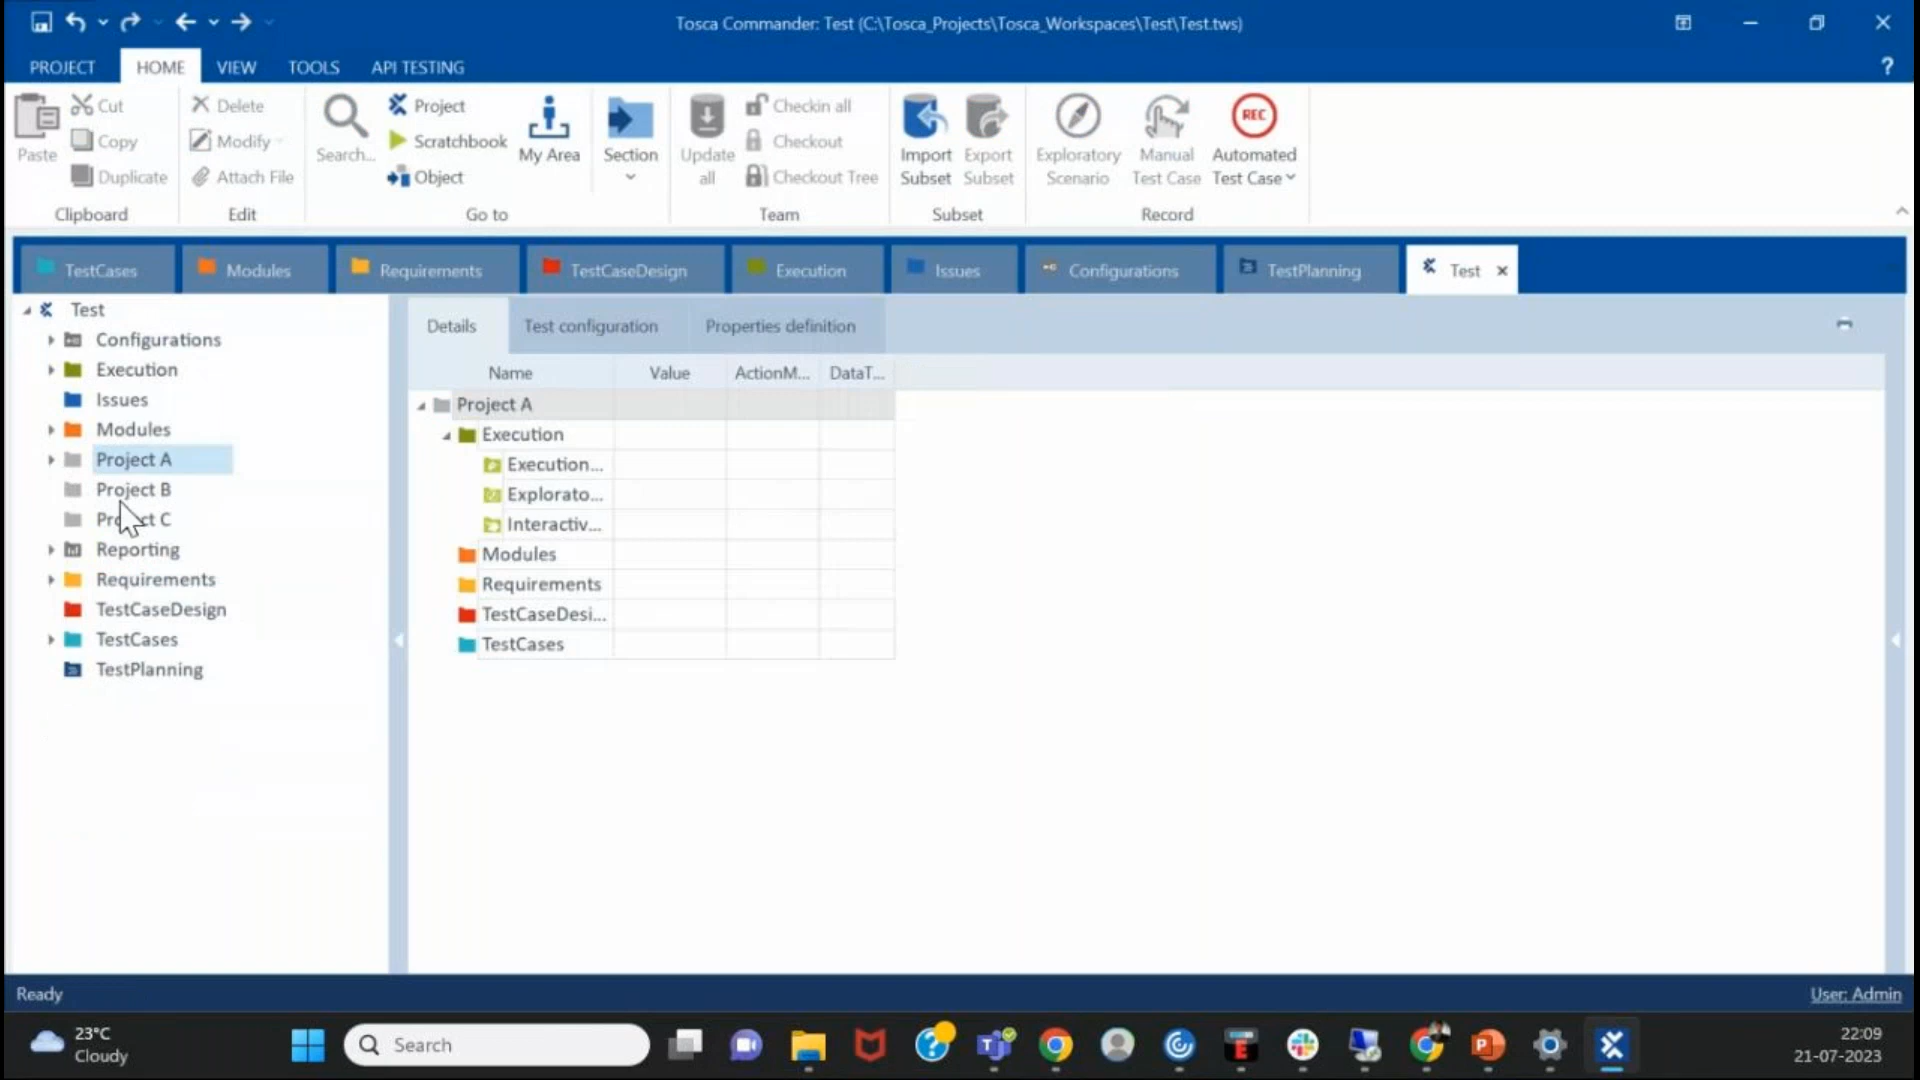 Tosca Commander: Test (C:\Tosca_Projects\Tosca_Workspaces\Test\Test.tws)
PROJECT HOME VIEW TOOLS API TESTING ?
Paste
Cut
Copy
Duplicate
Clipboard
Delete
Modify
Attach File
Edit
Search...
Project
Scratchbook
Object
My Area
Go to
Section
Update all
Checkin all
Checkout
Checkout Tree
Team
Import Subset
Export Subset
Subset
Exploratory Scenario
Manual Test Case
REC
Automated Test Case
Record
TestCases Modules Requirements TestCaseDesign Execution Issues Configurations TestPlanning Test
Test
Configurations
Execution
Issues
Modules
Project A
Project B
Project C
Reporting
Requirements
TestCaseDesign
TestCases
TestPlanning
Details Test configuration Properties definition
Name Value ActionM... DataT...
Project A
Execution
Execution...
Explorato...
Interactiv...
Modules
Requirements
TestCaseDesi...
TestCases
Ready User: Admin
23°C
Cloudy
Search
22:09
21-07-2023